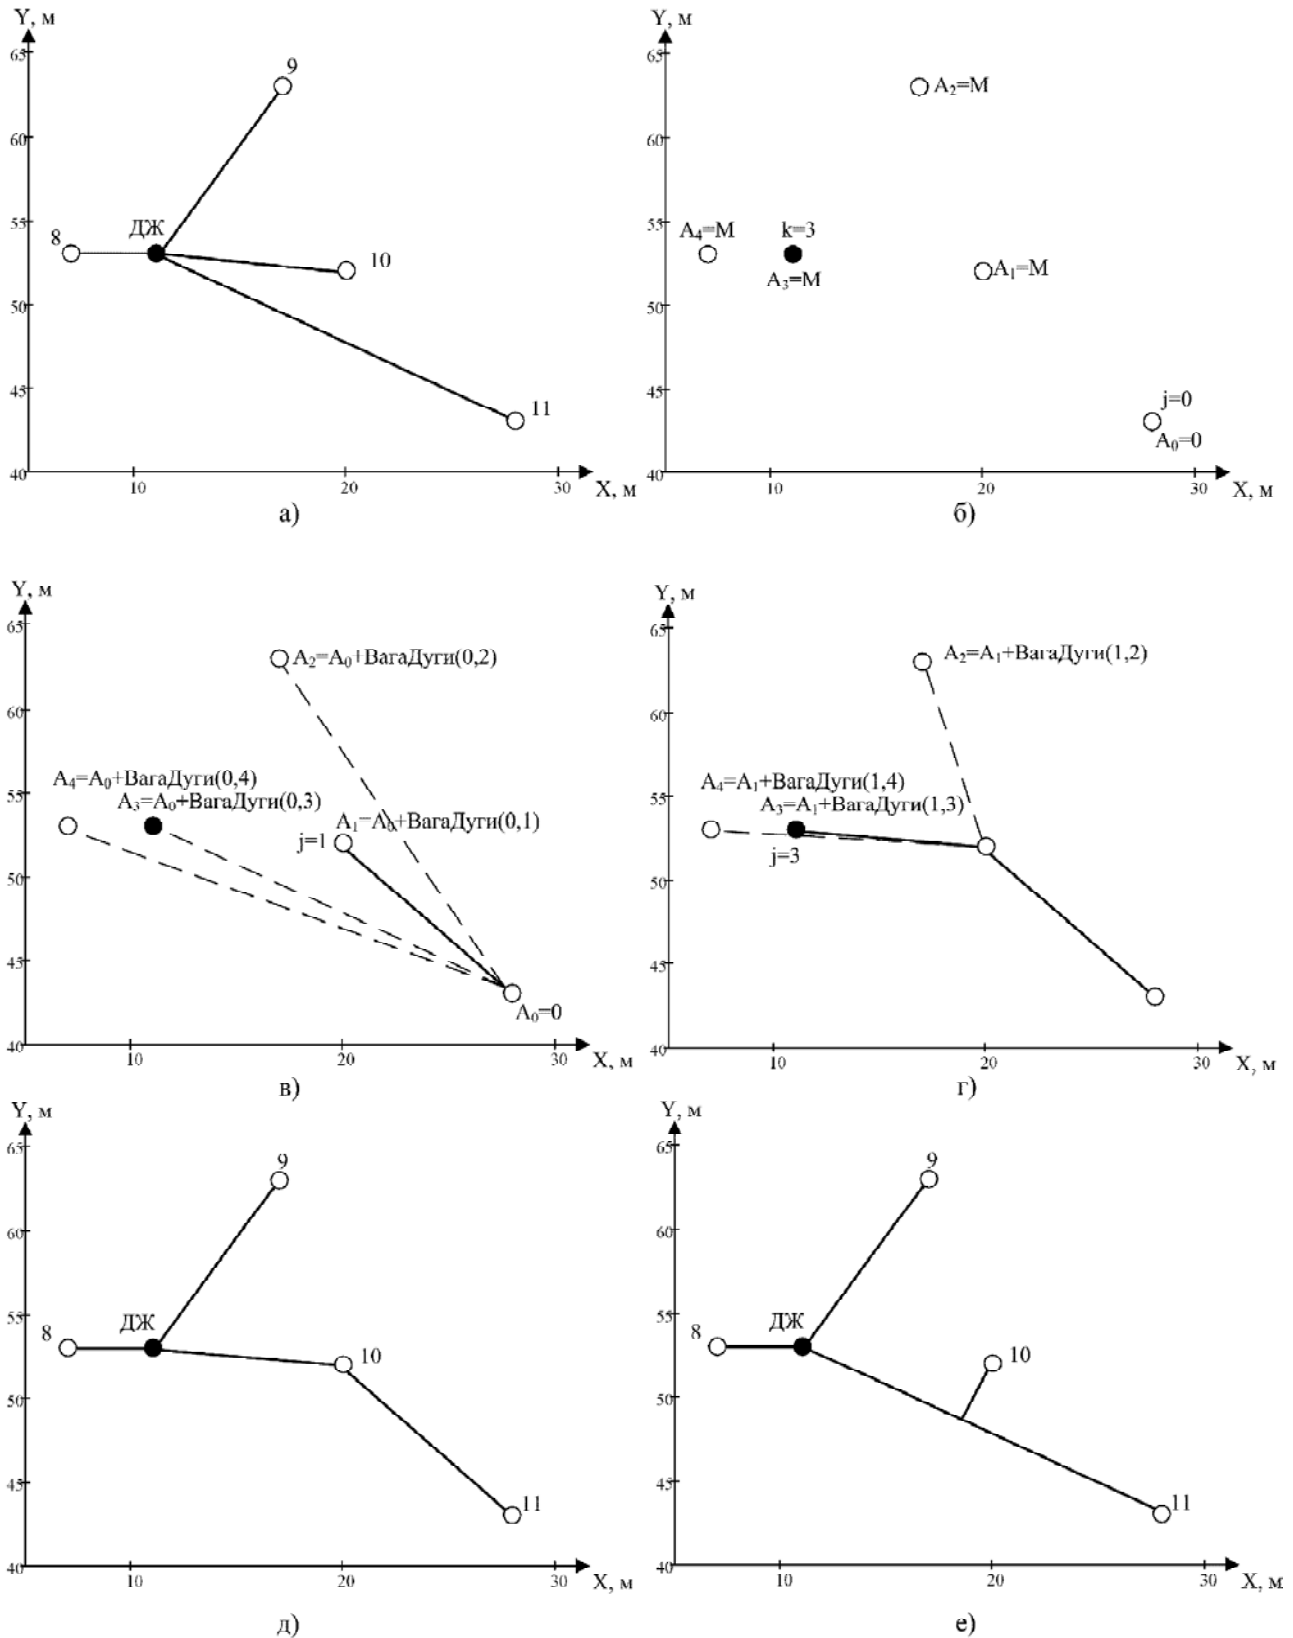 Y, м
65
60
55
50
45
40
9
ДЖ
8
10
11
10
20
30
X, м
а)
Y, м
65
60
55
50
45
40
A₂=M
A₄=M
k=3
A₃=M
A₁=M
j=0
A₀=0
10
20
30
X, м
б)
Y, м
65
60
55
50
45
40
A₂=A₀+ВагаДуги(0,2)
A₄=A₀+ВагаДуги(0,4)
A₃=A₀+ВагаДуги(0,3)
A₁=A₀+ВагаДуги(0,1)
j=1
A₀=0
10
20
30
X, м
в)
Y, м
65
60
55
50
45
40
A₂=A₁+ВагаДуги(1,2)
A₄=A₁+ВагаДуги(1,4)
A₃=A₁+ВагаДуги(1,3)
j=3
10
20
30
X, м
г)
Y, м
65
60
55
50
45
40
9
ДЖ
8
10
11
10
20
30
X, м
д)
Y, м
65
60
55
50
45
40
9
ДЖ
8
10
11
10
20
30
X, м
е)